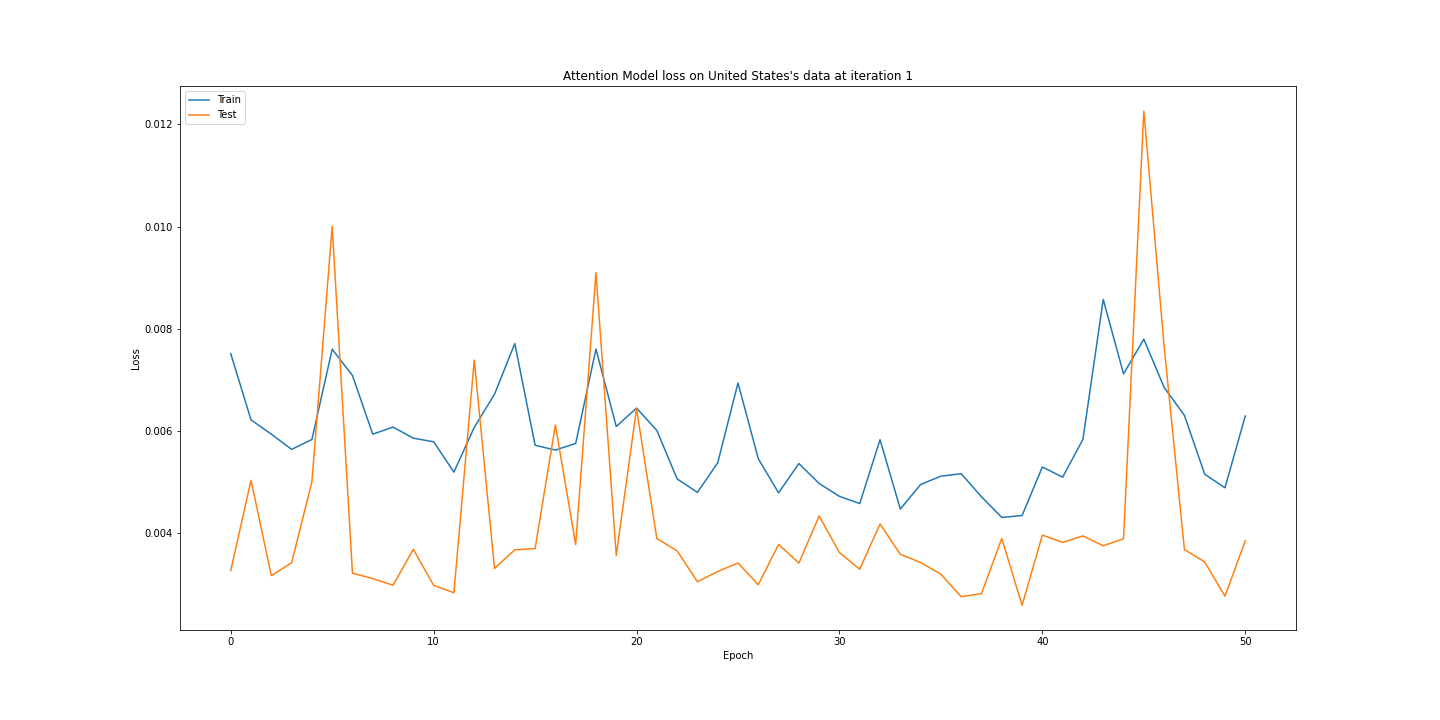 Attention Model loss on United States's data at iteration 1
Train
Test
0.012
0.010
0.008
0.006
0.004
Loss
0
10
20
30
40
50
Epoch